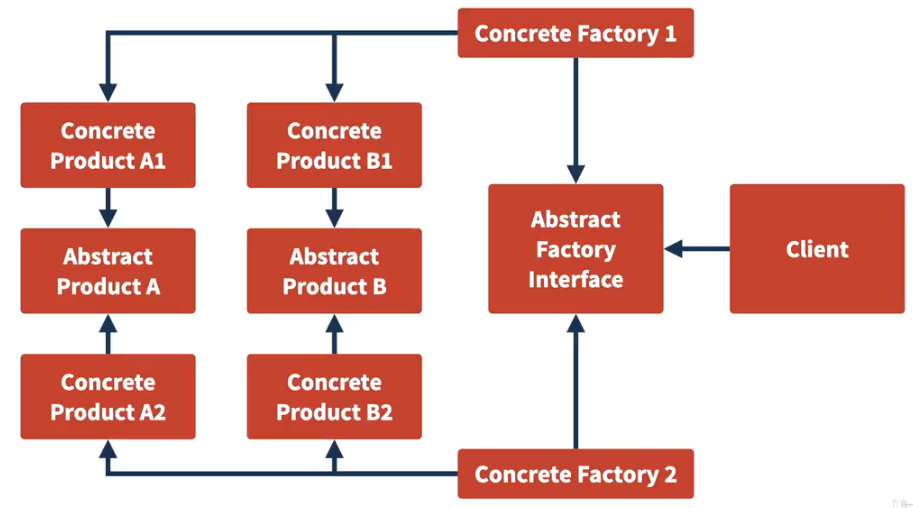 Concrete Factory 1
Concrete
Product A1
Concrete
Product B1
Abstract
Product A
Abstract
Product B
Abstract
Factory
Interface
Client
Concrete
Product A2
Concrete
Product B2
Concrete Factory 2